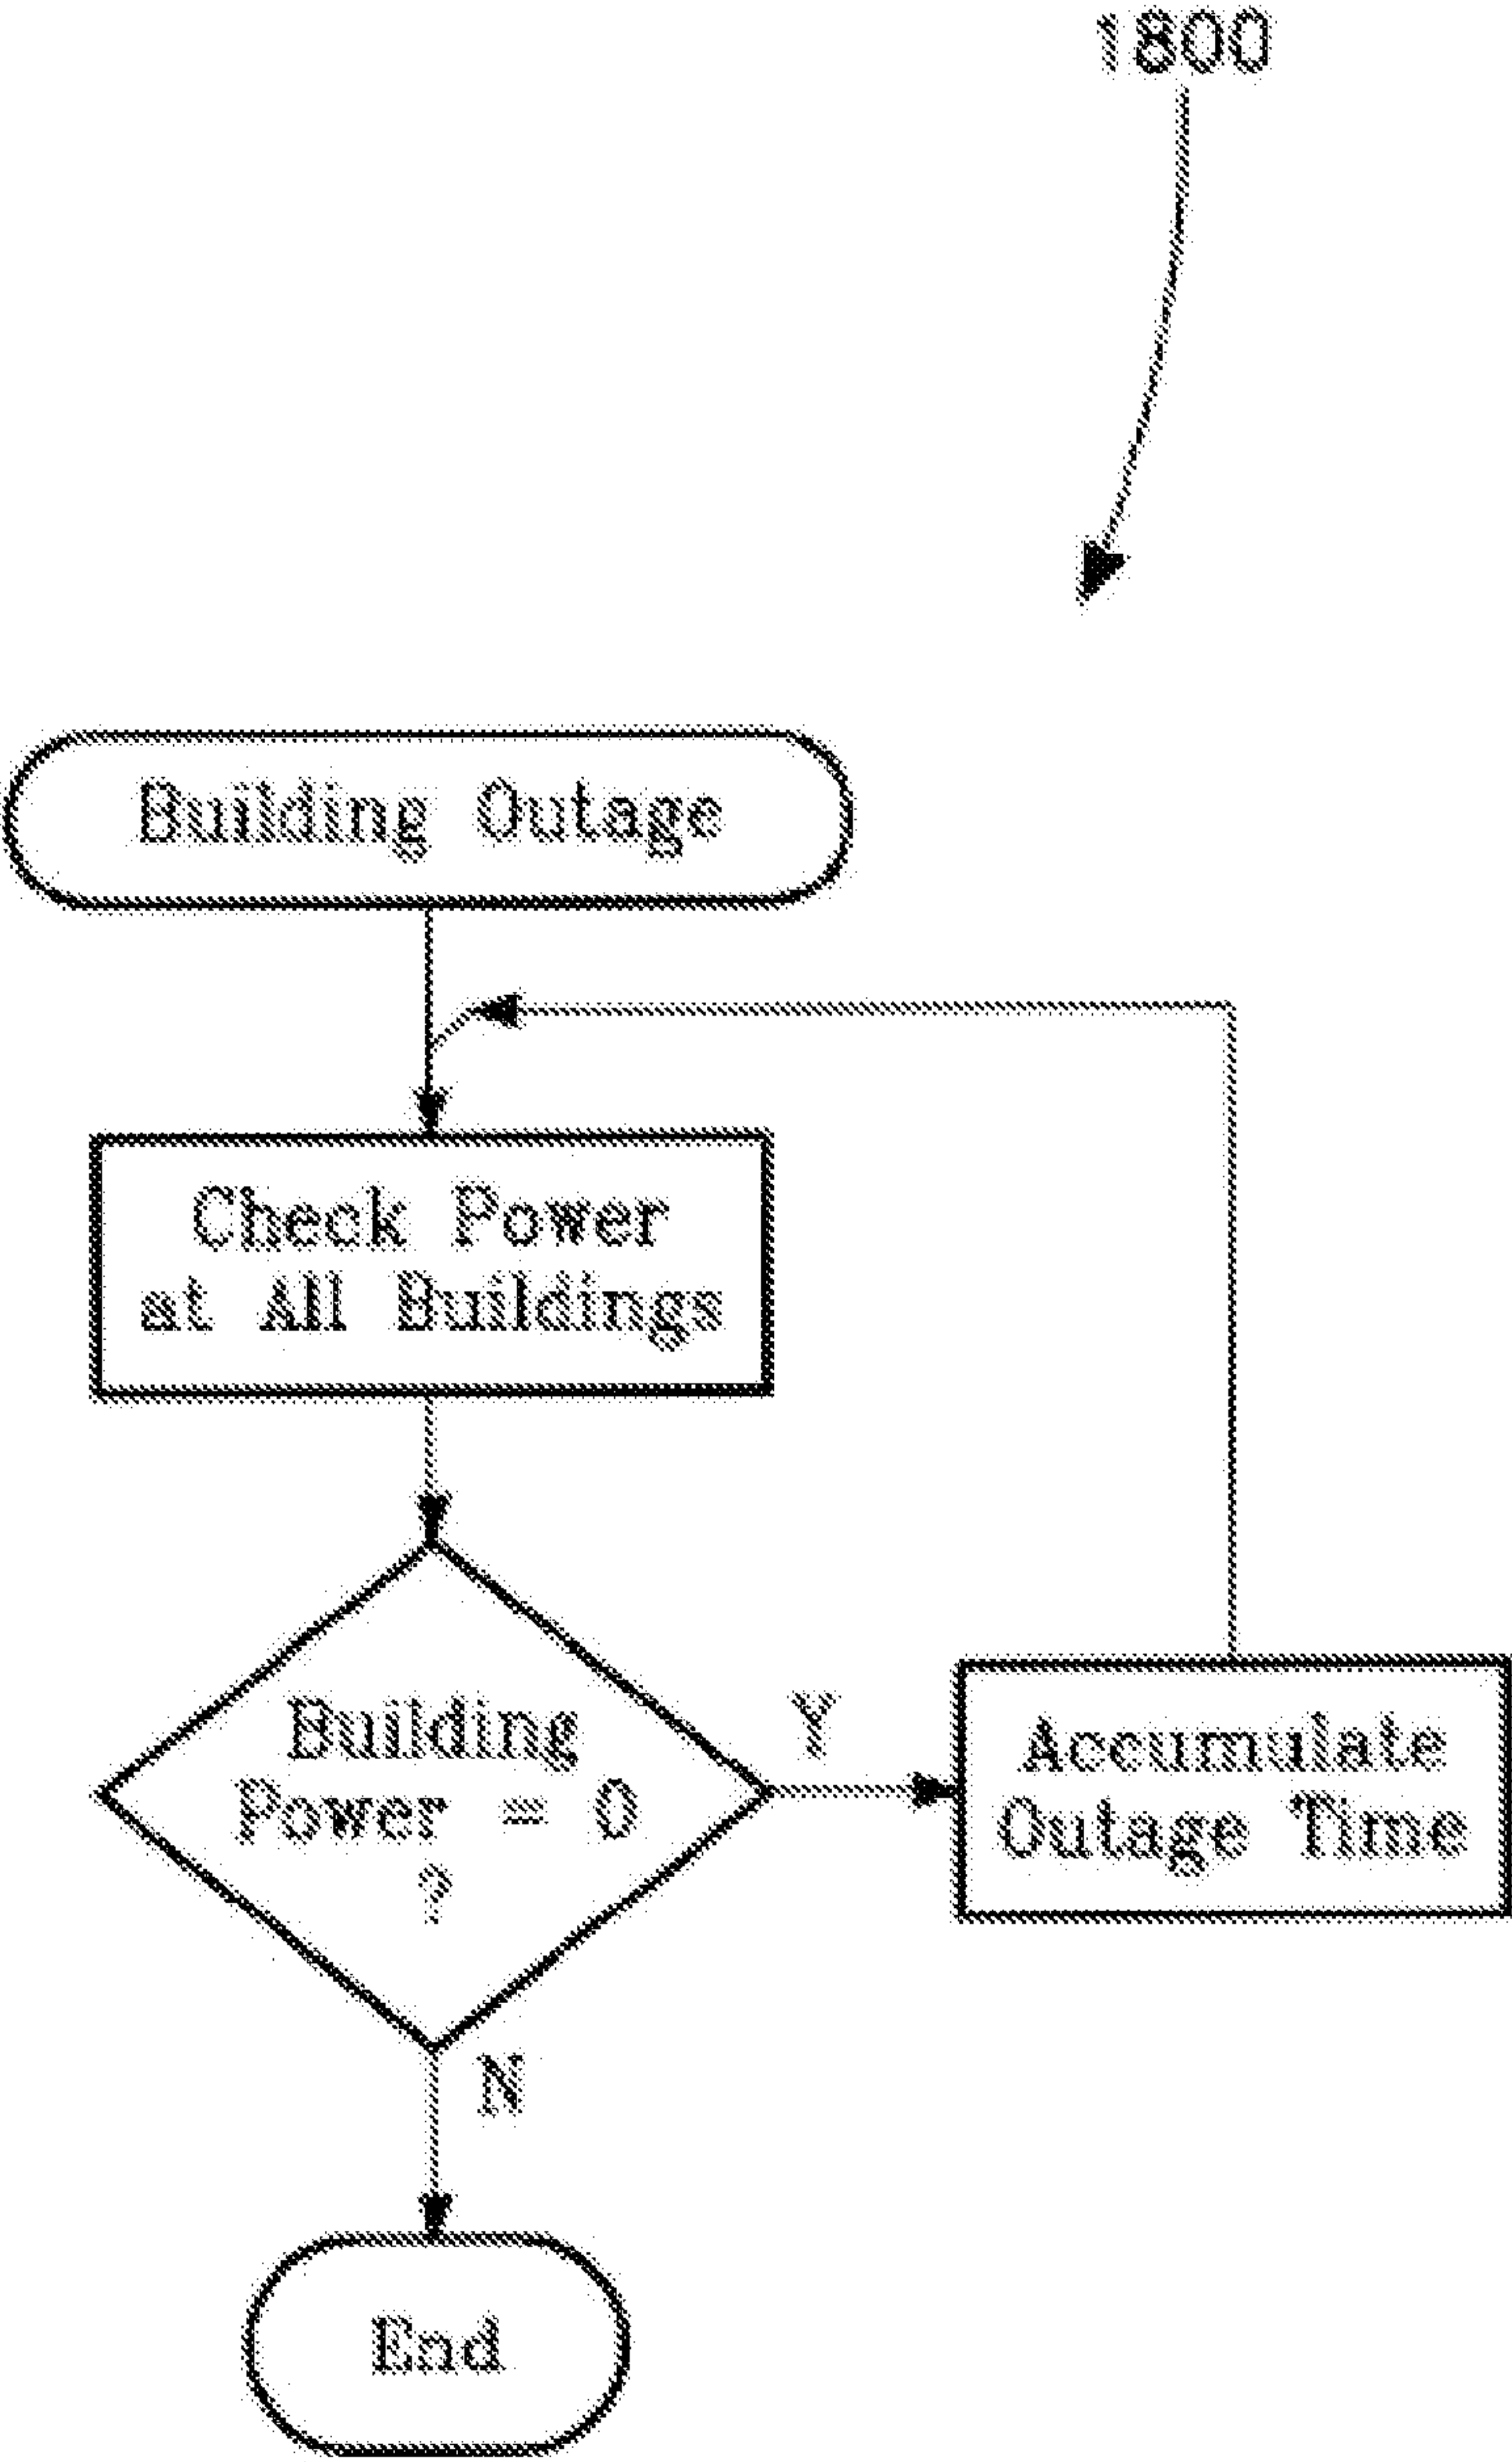 1800
Building Outage
Check Power
at All Buildings
Building
Power = 0
?
Y
Accumulate
Outage Time
N
End